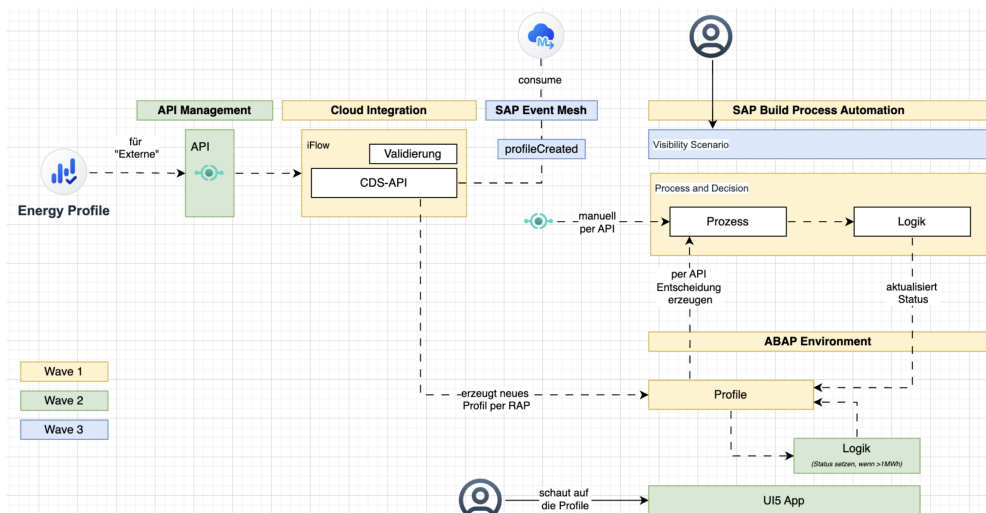 consume
API Management
Cloud Integration
SAP Event Mesh
SAP Build Process Automation
für
"Externe"
API
iFlow
Validierung
CDS-API
profileCreated
Visibility Scenario
Energy Profile
Process and Decision
manuell
per API
Prozess
Logik
per API
Entscheidung
erzeugen
aktualisiert
Status
ABAP Environment
Wave 1
Wave 2
Wave 3
erzeugt neues
Profil per RAP
Profile
Logik
(Status setzen, wenn >1MWh)
schaut auf
die Profile
UI5 App
M